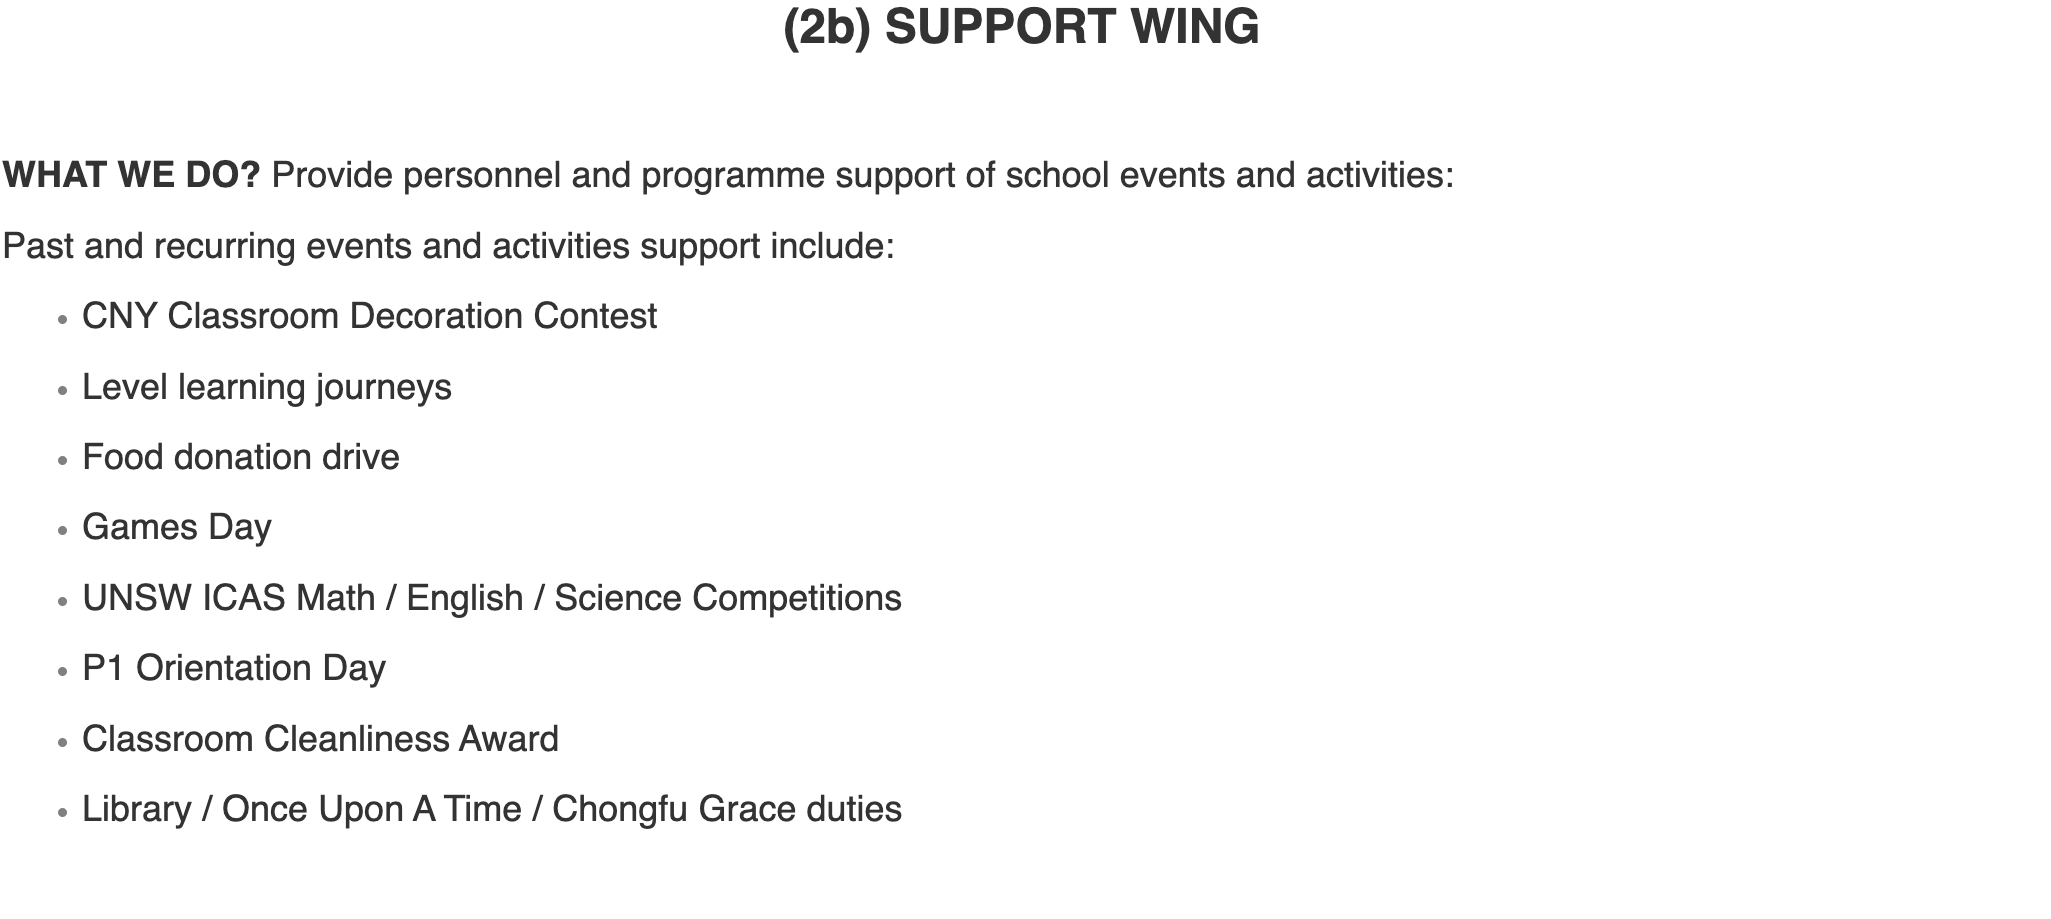 (2b) SUPPORT WING
WHAT WE DO? Provide personnel and programme support of school events and activities:
Past and recurring events and activities support include:
• CNY Classroom Decoration Contest
• Level learning journeys
• Food donation drive
• Games Day
• UNSW ICAS Math / English / Science Competitions
• P1 Orientation Day
• Classroom Cleanliness Award
• Library / Once Upon A Time / Chongfu Grace duties